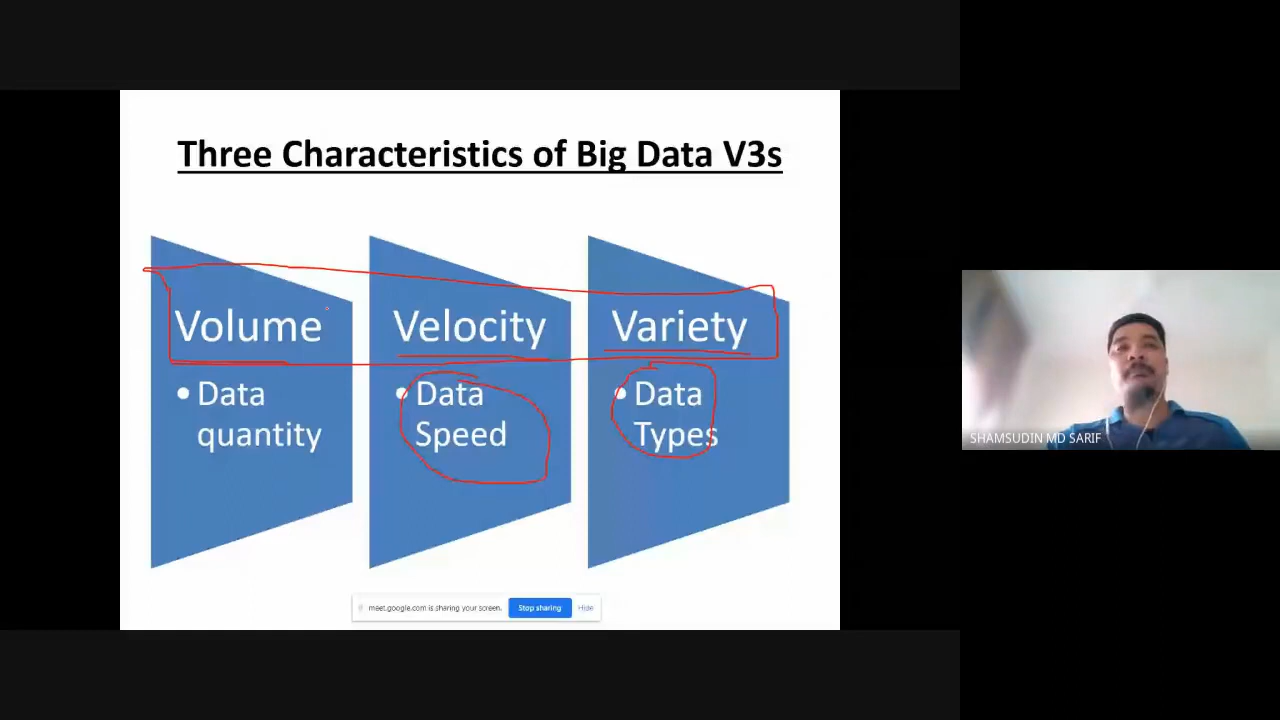 Three Characteristics of Big Data V3s
Volume
• Data
quantity
Velocity
• Data
Speed
Variety
• Data
Types
meet.google.com is sharing your screen.
Stop sharing
Hide
SHAMSUDIN MD SARIF